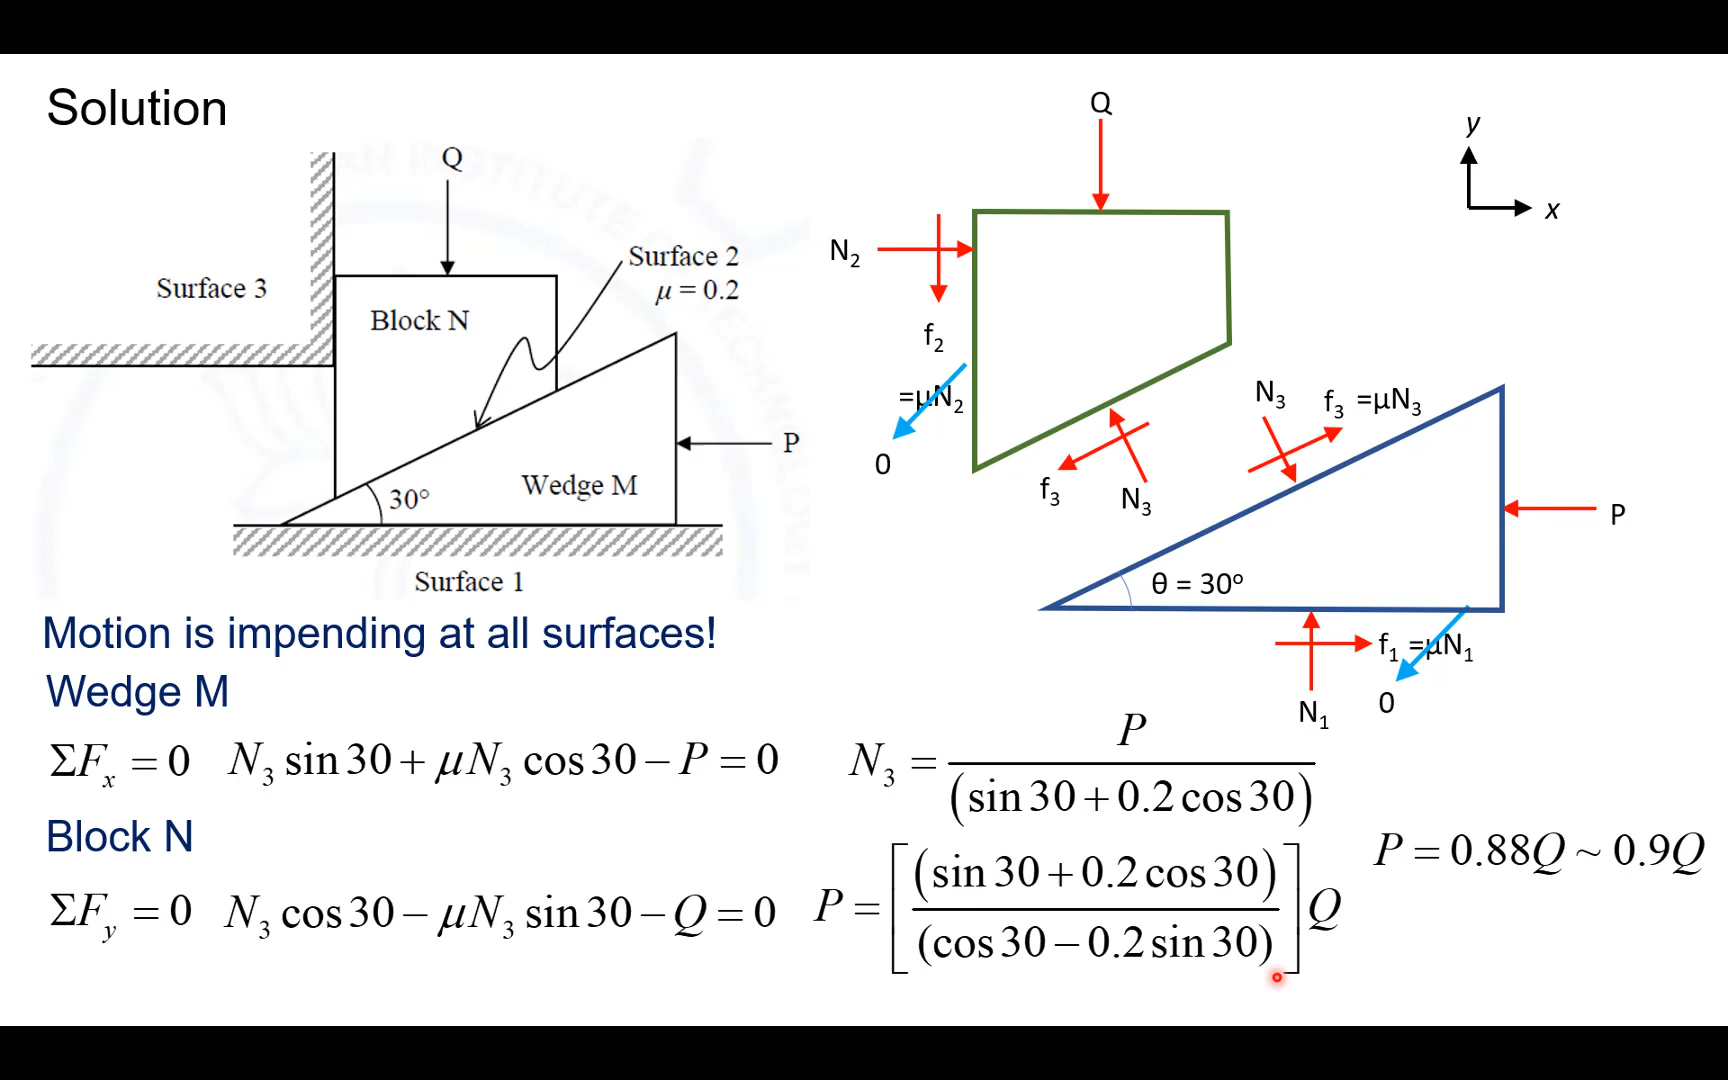 Solution
Q
Surface 3
Block N
Surface 2
μ = 0.2
P
30°
Wedge M
Surface 1
Q
y
x
N₂
f₂
=μN₂
0
f₃
N₃
N₃
f₃ =μN₃
P
θ = 30°
f₁ =μN₁
N₁
0
Motion is impending at all surfaces!
Wedge M
ΣFₓ = 0 N₃ sin 30 + μN₃ cos 30 − P = 0
N₃ = P / (sin 30 + 0.2 cos 30)
Block N
ΣF_y = 0 N₃ cos 30 − μN₃ sin 30 − Q = 0
P = [(sin 30 + 0.2 cos 30) / (cos 30 − 0.2 sin 30)] Q
P = 0.88Q ~ 0.9Q